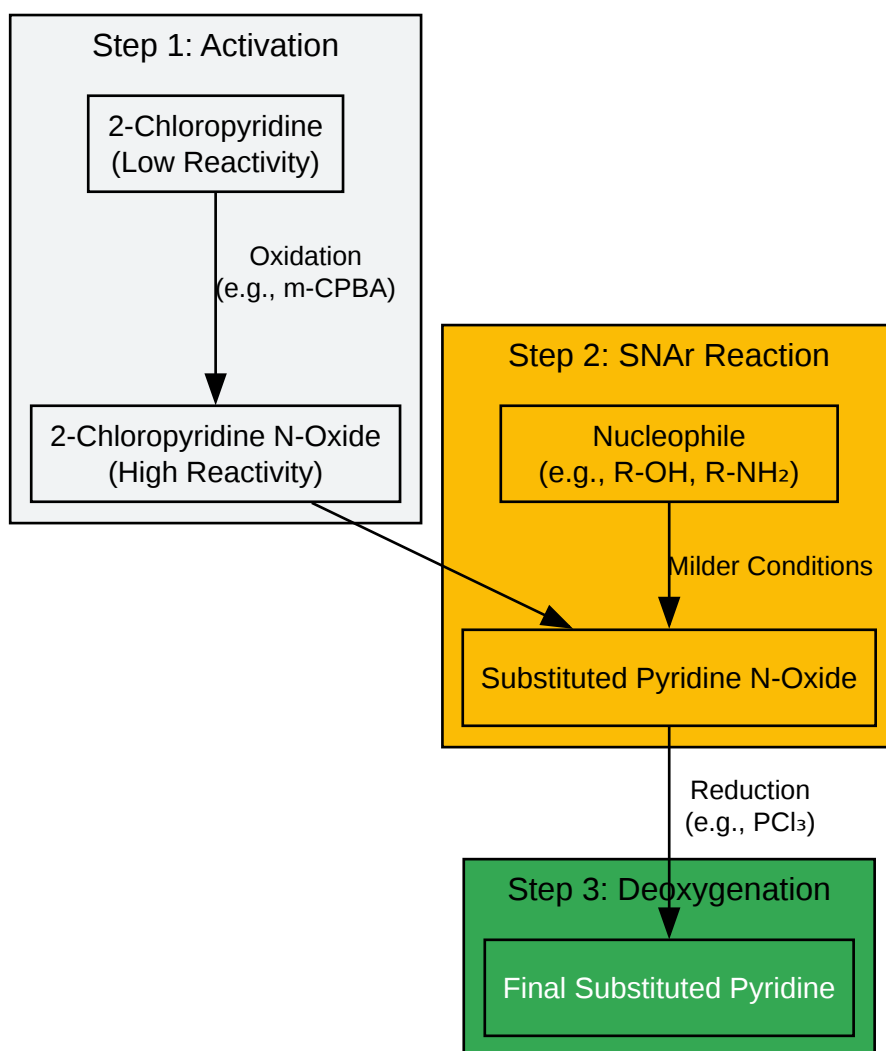 Step 1: Activation
2-Chloropyridine
(Low Reactivity)
Oxidation
(e.g., m-CPBA)
2-Chloropyridine N-Oxide
(High Reactivity)
Step 2: SNAr Reaction
Nucleophile
(e.g., R-OH, R-NH₂)
Milder Conditions
Substituted Pyridine N-Oxide
Reduction
(e.g., PCl₃)
Step 3: Deoxygenation
Final Substituted Pyridine